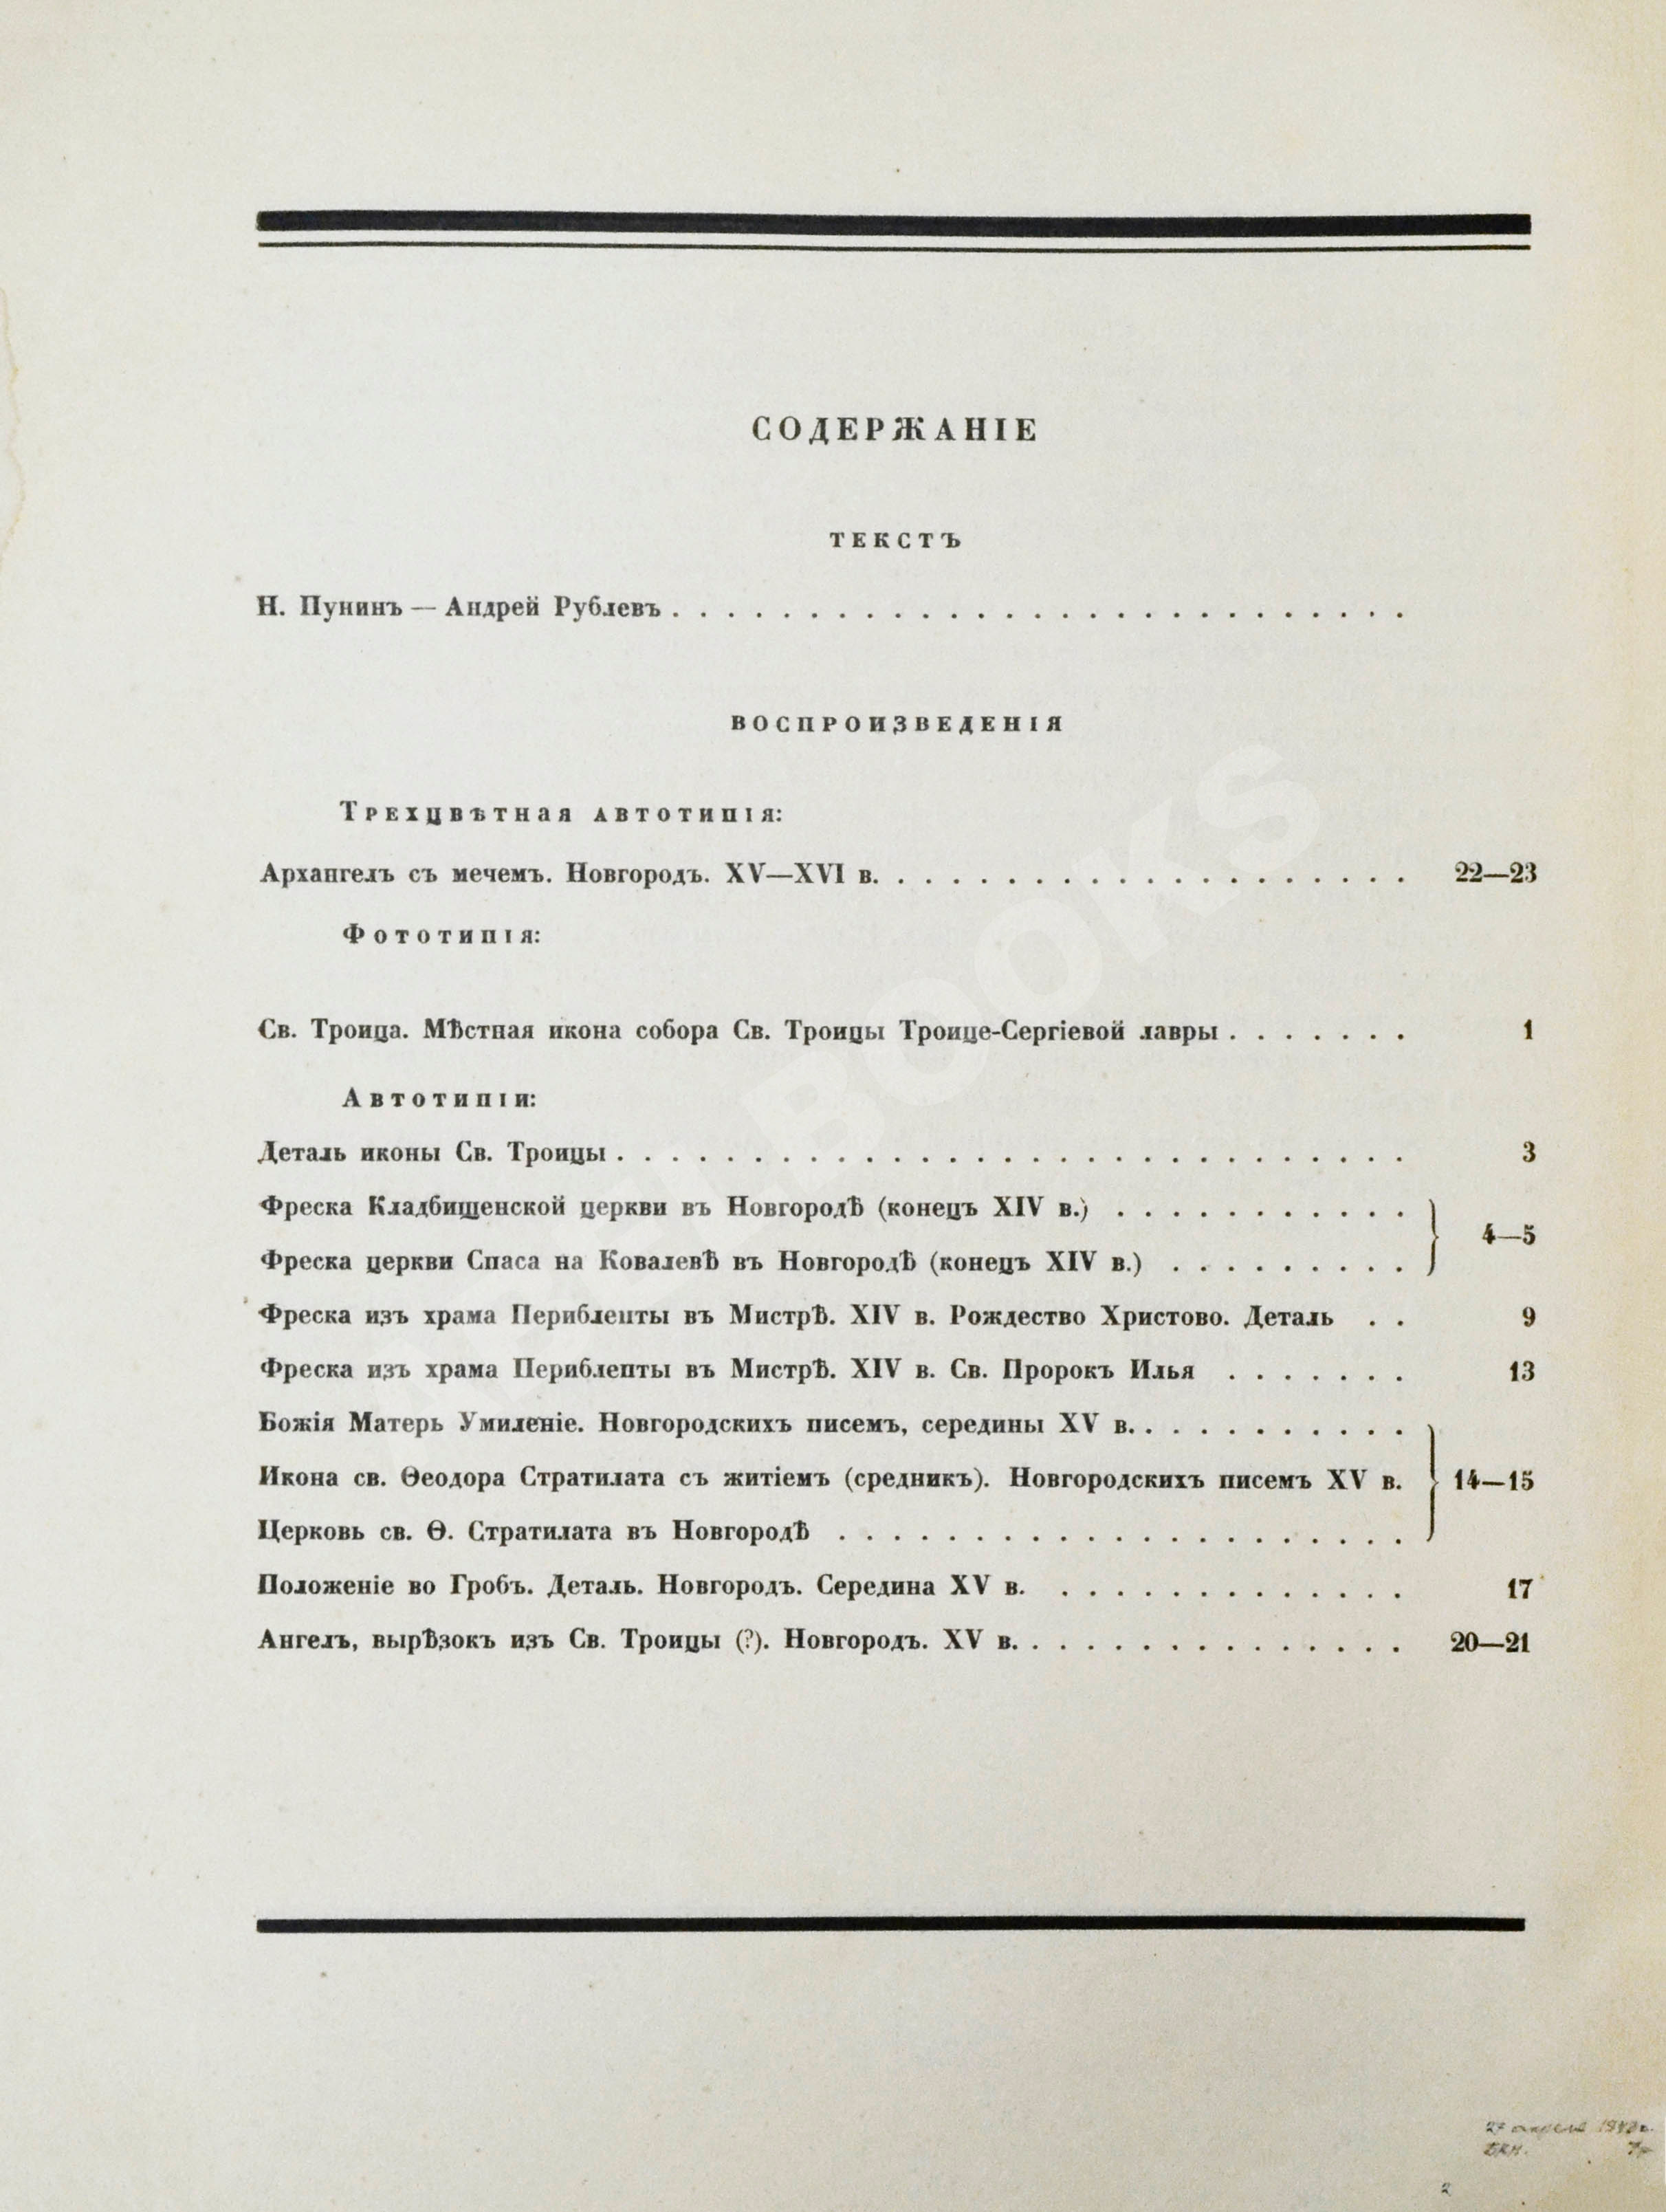 СОДЕРЖАНІЕ
ТЕКСТЪ
Н. Пунинъ — Андрей Рублевъ
ВОСПРОИЗВЕДЕНІЯ
Трехцвѣтная автотипія:
Архангелъ съ мечемъ. Новгородъ. XV—XVI в. 22—23
Фототипія:
Св. Троица. Мѣстная икона собора Св. Троицы Троице-Сергіевой лавры 1
Автотипіи:
Деталь иконы Св. Троицы 3
Фреска Кладбищенской церкви въ Новгородѣ (конецъ XIV в.)
4—5
Фреска церкви Спаса на Ковалевѣ въ Новгородѣ (конецъ XIV в.)
Фреска изъ храма Периблепты въ Мистрѣ. XIV в. Рождество Христово. Деталь 9
Фреска изъ храма Периблепты въ Мистрѣ. XIV в. Св. Пророкъ Илья 13
Божія Матерь Умиленіе. Новгородскихъ писемъ, середины XV в.
Икона св. Ѳеодора Стратилата съ житіемъ (средникъ). Новгородскихъ писемъ XV в. 14—15
Церковь св. Ѳ. Стратилата въ Новгородѣ
Положеніе во Гробъ. Деталь. Новгородъ. Середина XV в. 17
Ангелъ, вырѣзокъ изъ Св. Троицы (?). Новгородъ. XV в. 20—21
27 апреля
2